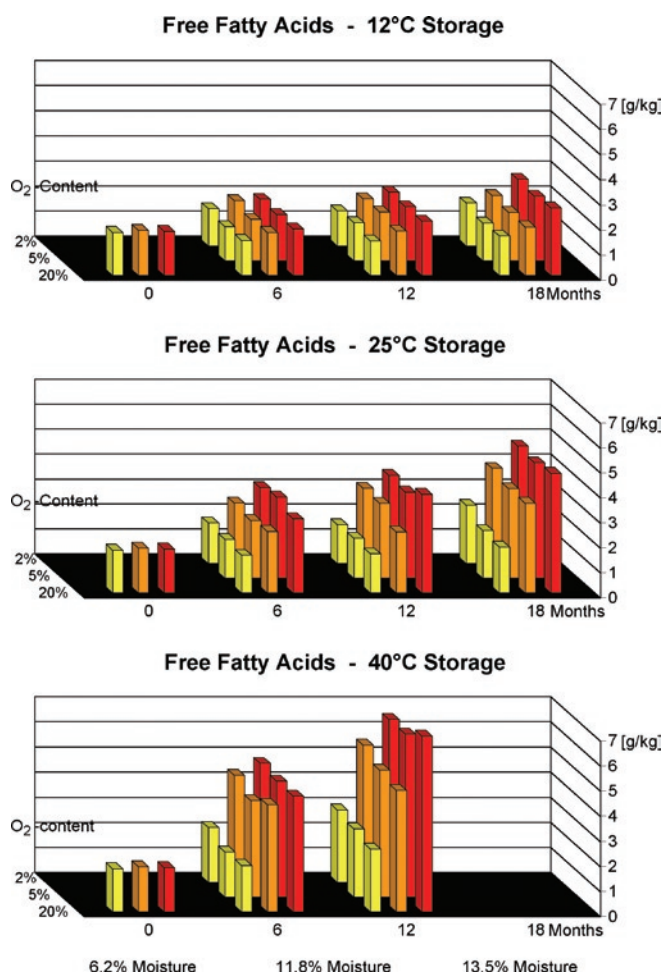 Free Fatty Acids - 12°C Storage
7 [g/kg]
6
5
4
3
2
1
0
O2-Content
2%
5%
20%
0 6 12 18 Months
Free Fatty Acids - 25°C Storage
7 [g/kg]
6
5
4
3
2
1
0
O2-Content
2%
5%
20%
0 6 12 18 Months
Free Fatty Acids - 40°C Storage
7 [g/kg]
6
5
4
3
2
1
0
O2-content
2%
5%
20%
0 6 12 18 Months
6.2% Moisture 11.8% Moisture 13.5% Moisture